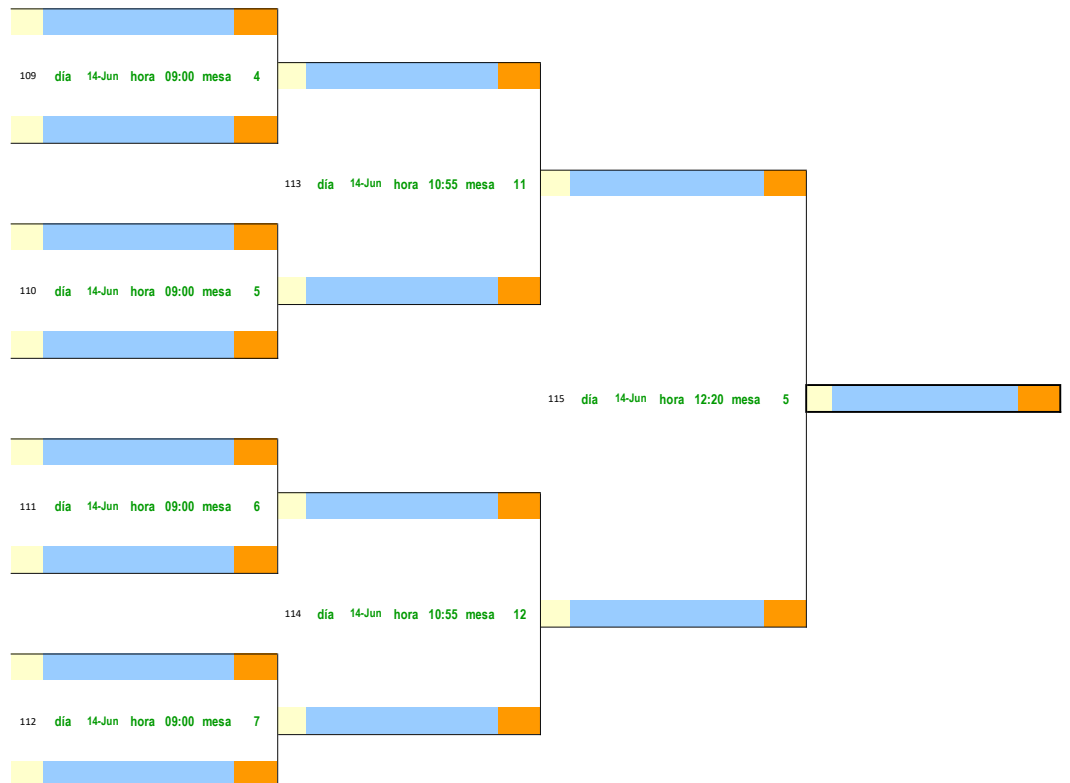 109 día 14-Jun hora 09:00 mesa 4
113 día 14-Jun hora 10:55 mesa 11
110 día 14-Jun hora 09:00 mesa 5
115 día 14-Jun hora 12:20 mesa 5
111 día 14-Jun hora 09:00 mesa 6
114 día 14-Jun hora 10:55 mesa 12
112 día 14-Jun hora 09:00 mesa 7